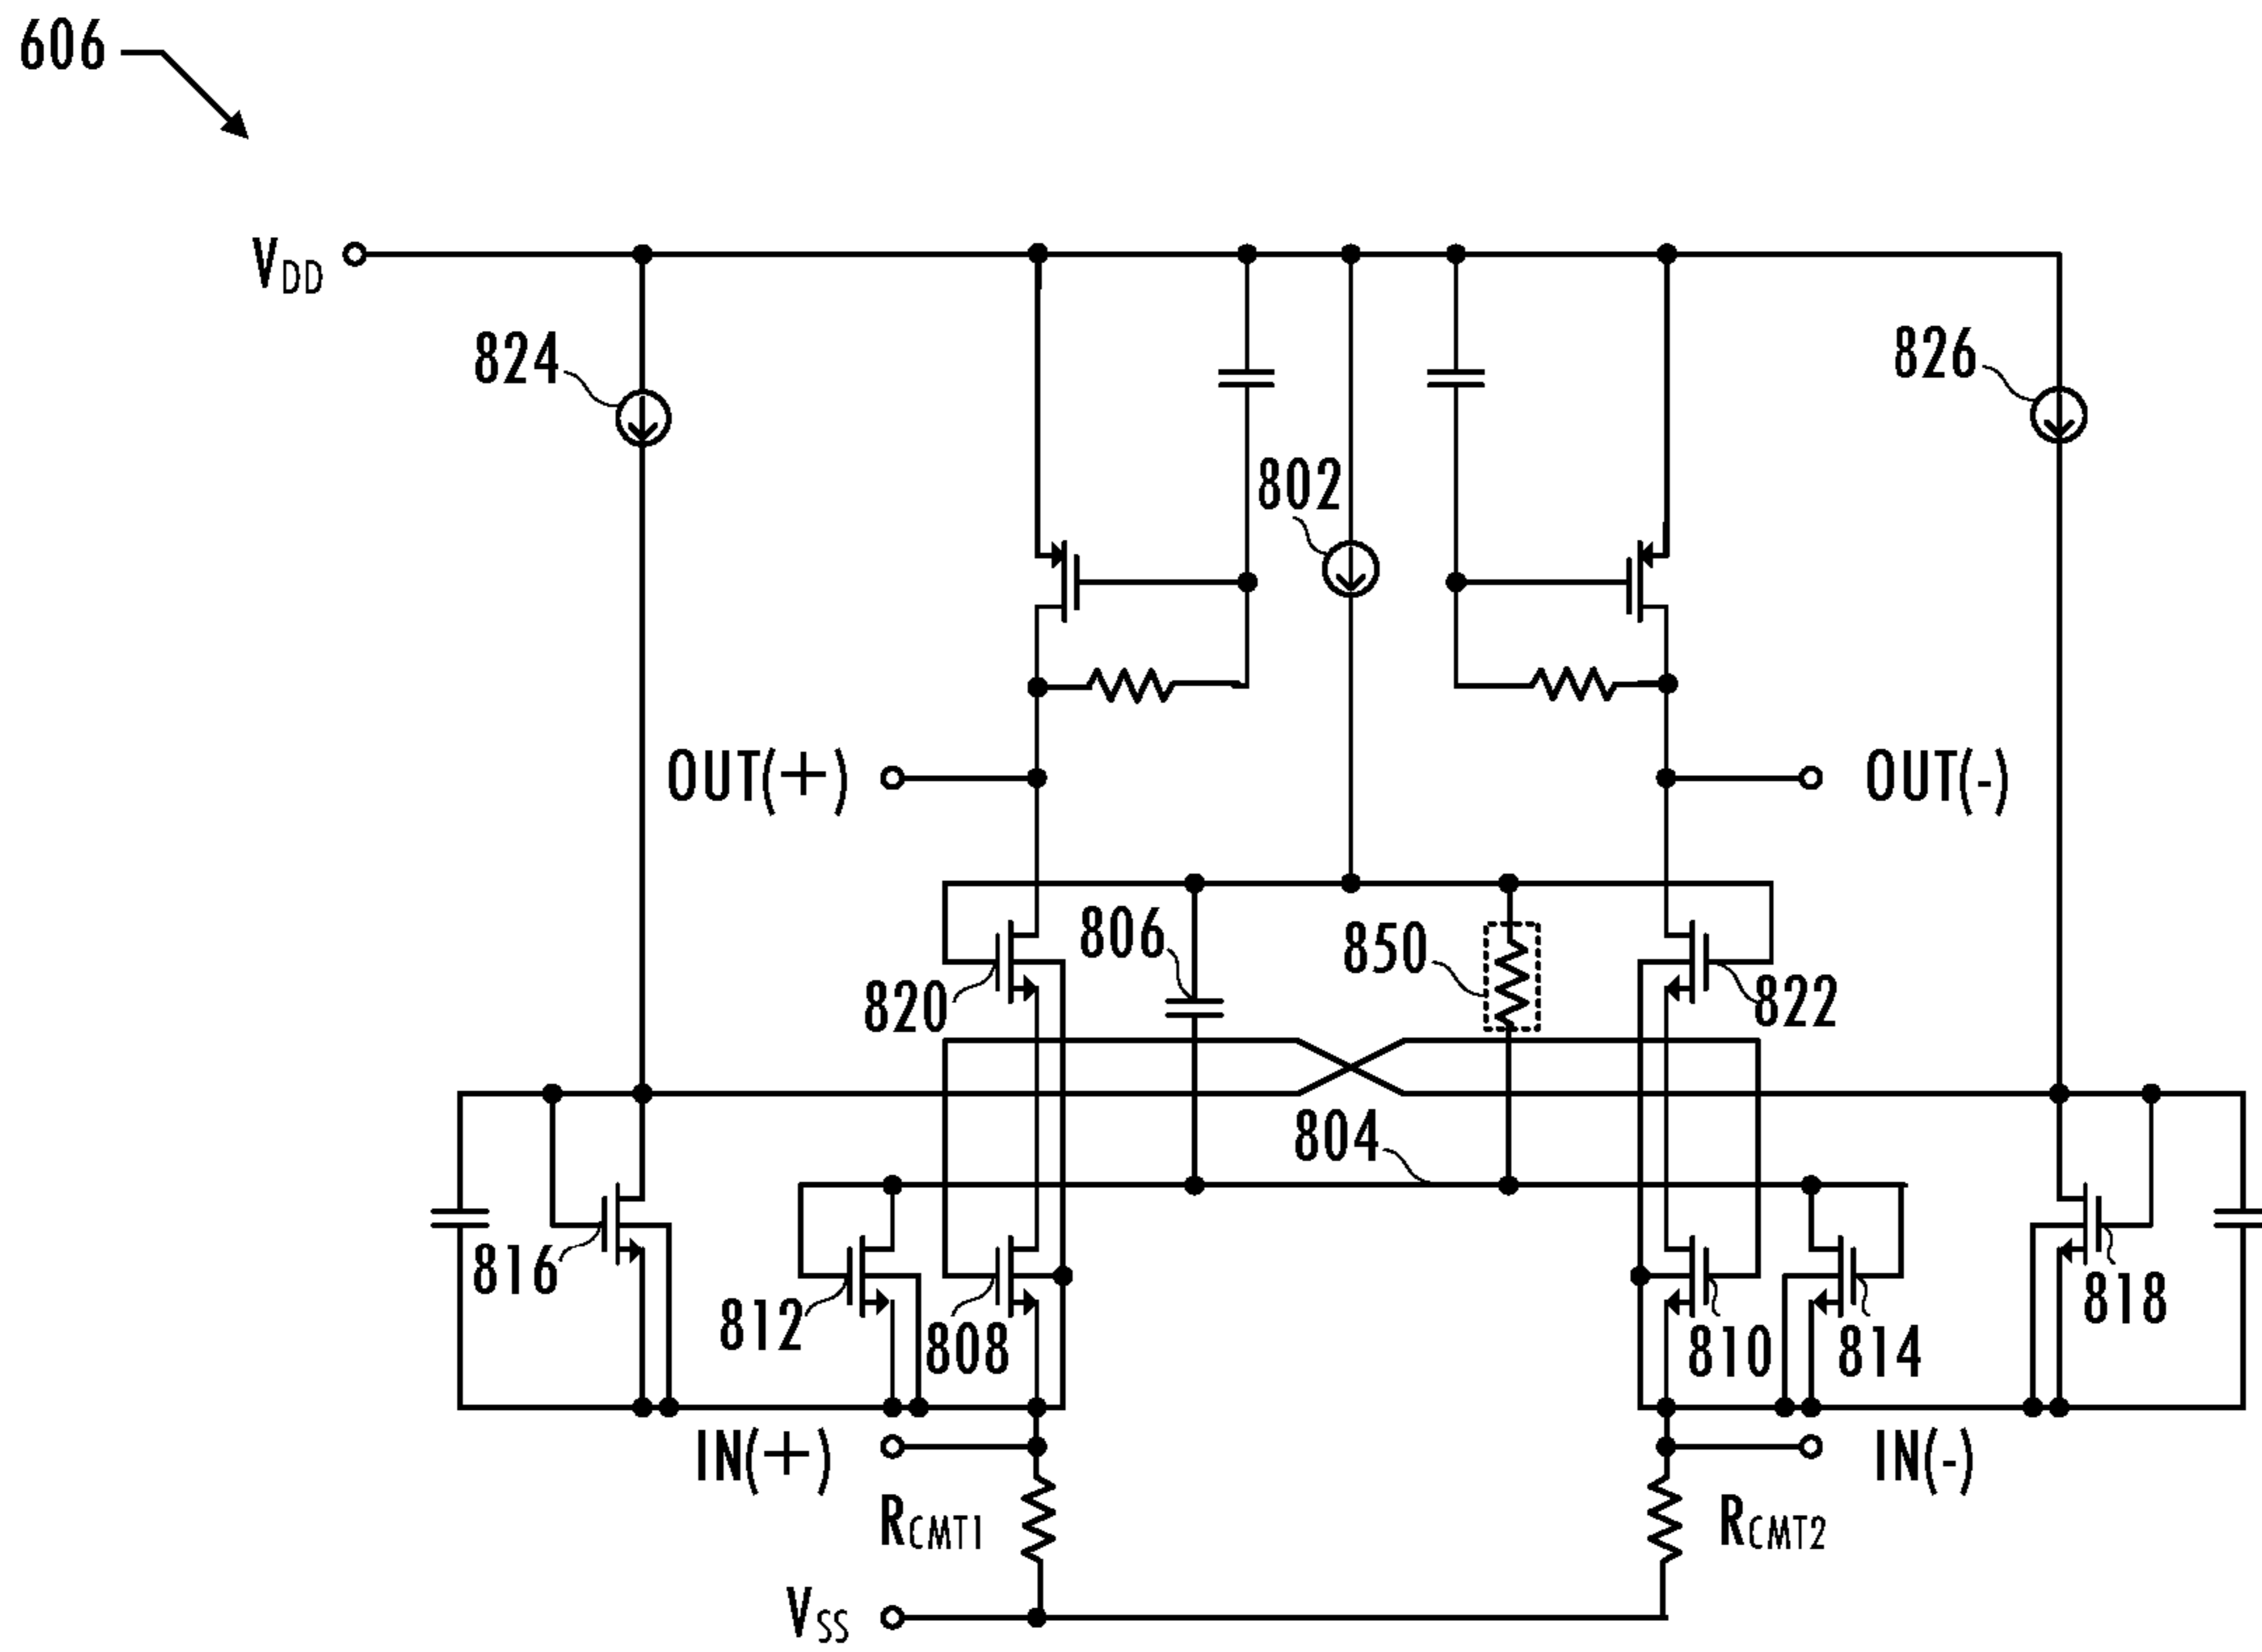 606
VDD
824
826
802
OUT(+)
OUT(-)
806
850
820
822
804
816
812
808
810
814
818
IN(+)
IN(-)
RCMT1
RCMT2
VSS